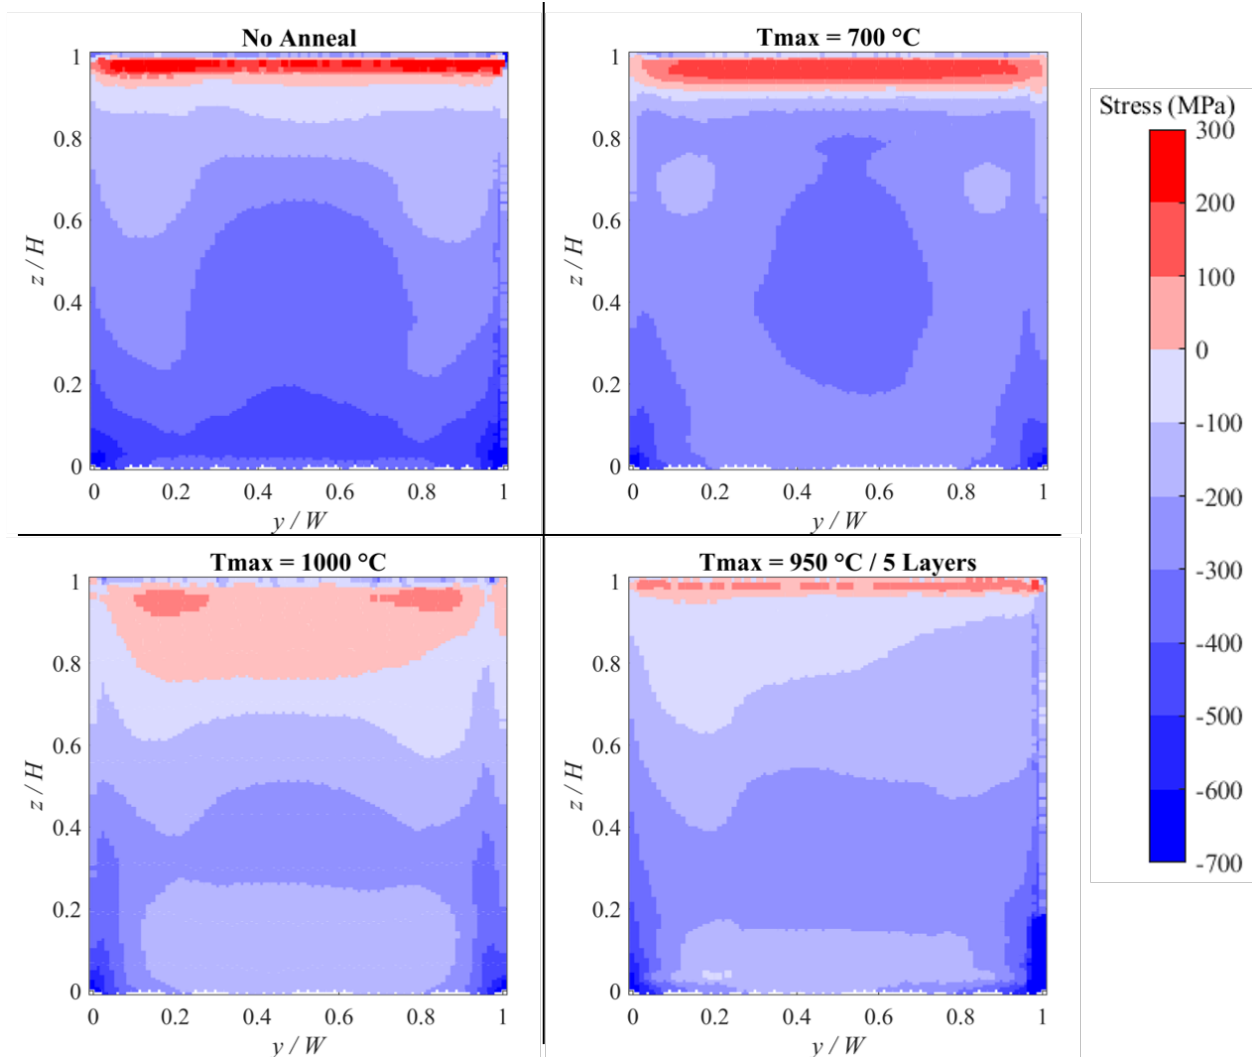 No Anneal
1
0.8
0.6
0.4
0.2
0
z / H
0 0.2 0.4 0.6 0.8 1
y / W
Tmax = 700 °C
1
0.8
0.6
0.4
0.2
0
z / H
0 0.2 0.4 0.6 0.8 1
y / W
Tmax = 1000 °C
1
0.8
0.6
0.4
0.2
0
z / H
0 0.2 0.4 0.6 0.8 1
y / W
Tmax = 950 °C / 5 Layers
1
0.8
0.6
0.4
0.2
0
z / H
0 0.2 0.4 0.6 0.8 1
y / W
Stress (MPa)
300
200
100
0
-100
-200
-300
-400
-500
-600
-700